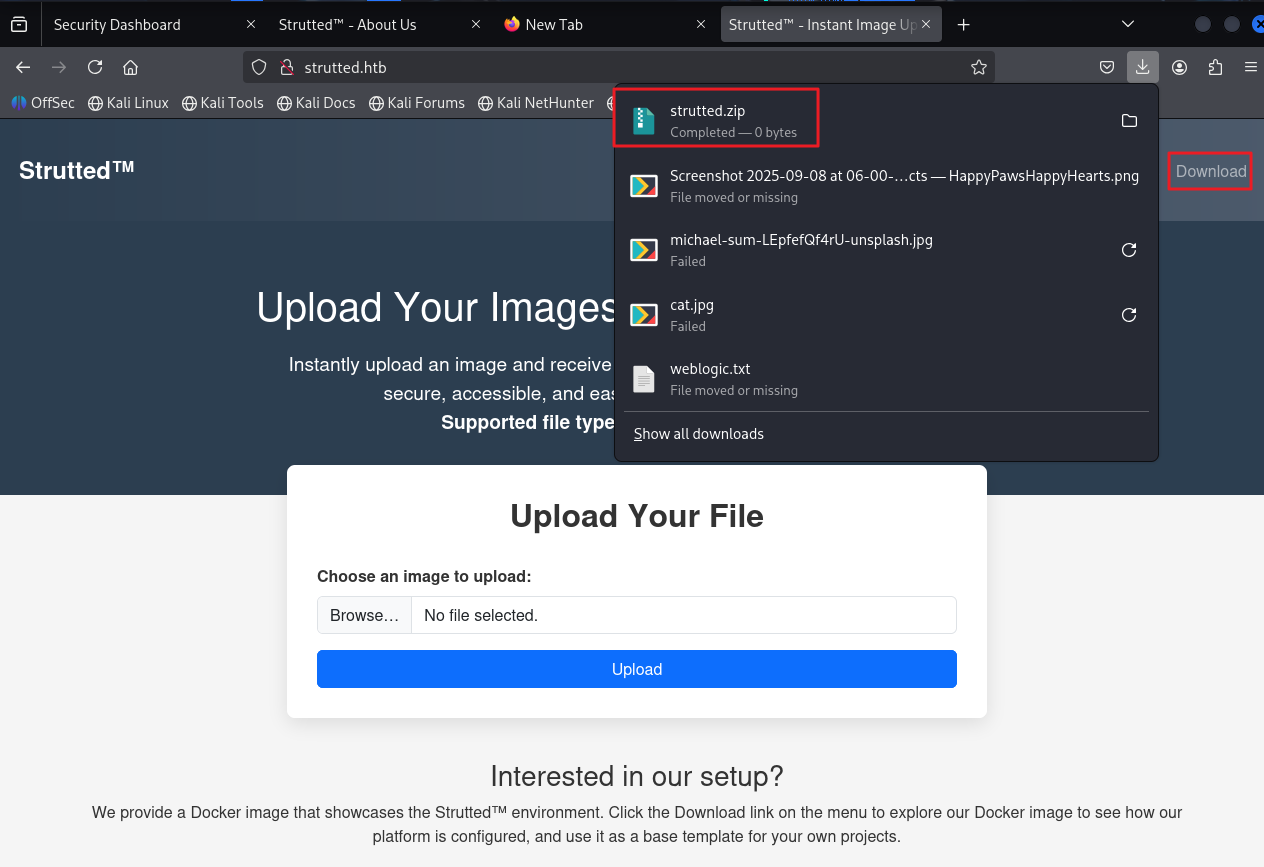 Security Dashboard
Strutted™ - About Us
New Tab
Strutted™ - Instant Image Up
strutted.htb
OffSec Kali Linux Kali Tools Kali Docs Kali Forums Kali NetHunter
strutted.zip
Completed — 0 bytes
Screenshot 2025-09-08 at 06-00-…cts — HappyPawsHappyHearts.png
File moved or missing
michael-sum-LEpfefQf4rU-unsplash.jpg
Failed
cat.jpg
Failed
weblogic.txt
File moved or missing
Show all downloads
Strutted™
Download
Upload Your Images
Instantly upload an image and receive
secure, accessible, and eas
Supported file type
Upload Your File
Choose an image to upload:
Browse… No file selected.
Upload
Interested in our setup?
We provide a Docker image that showcases the Strutted™ environment. Click the Download link on the menu to explore our Docker image to see how our
platform is configured, and use it as a base template for your own projects.